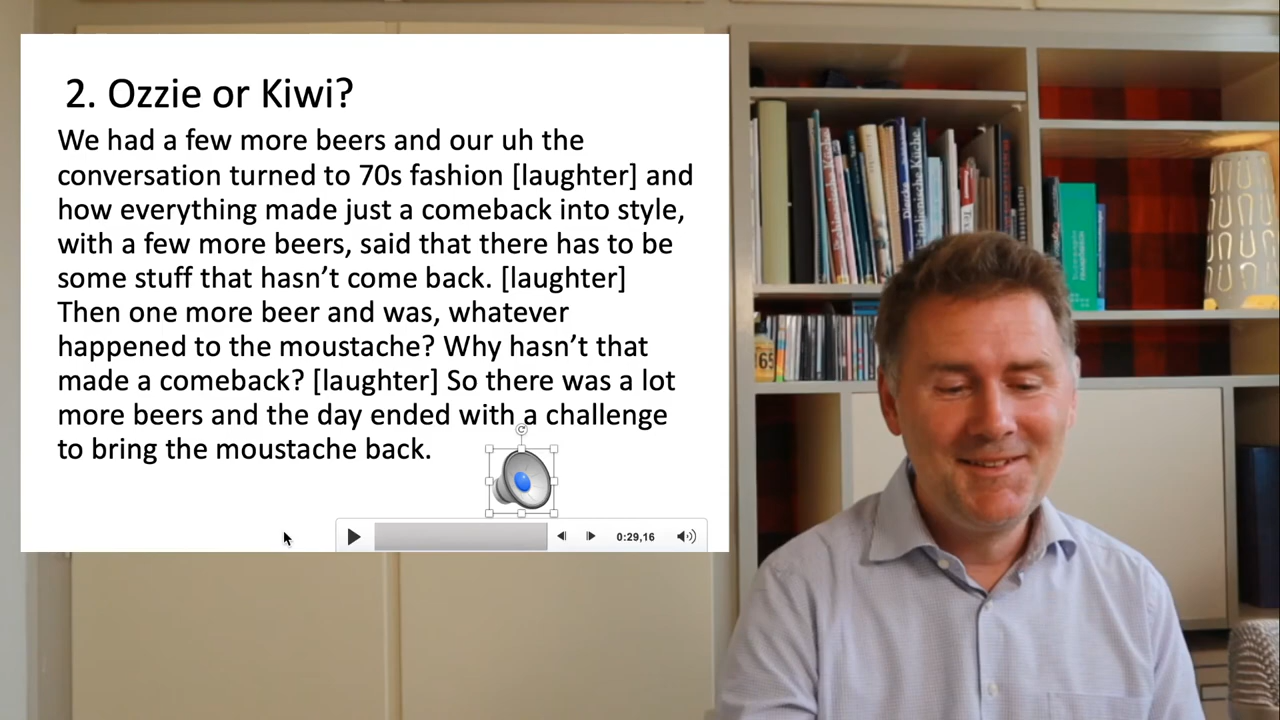 2. Ozzie or Kiwi?
We had a few more beers and our uh the
conversation turned to 70s fashion [laughter] and
how everything made just a comeback into style,
with a few more beers, said that there has to be
some stuff that hasn’t come back. [laughter]
Then one more beer and was, whatever
happened to the moustache? Why hasn’t that
made a comeback? [laughter] So there was a lot
more beers and the day ended with a challenge
to bring the moustache back.
0:29,16
165